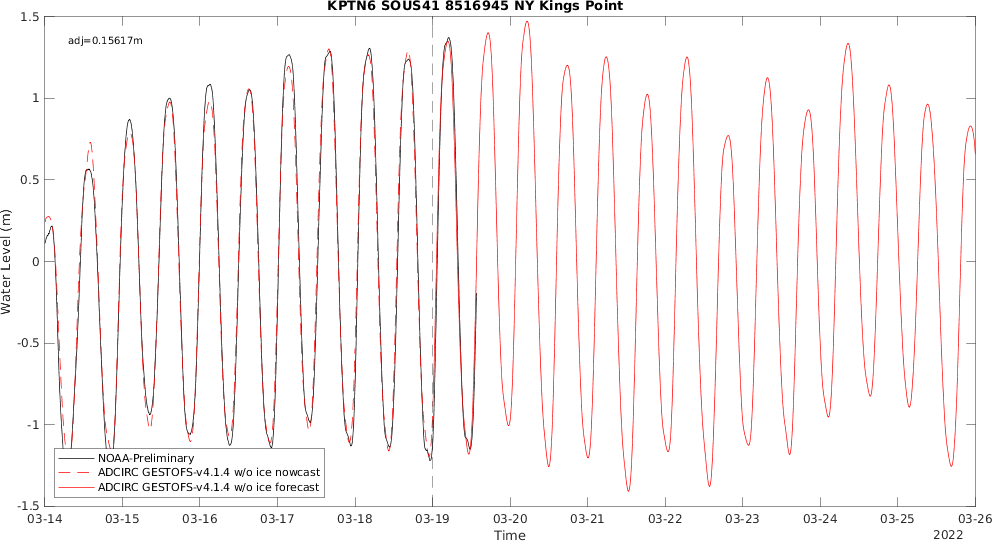 KPTN6 SOUS41 8516945 NY Kings Point
1.5
adj=0.15617m
1
0.5
0
-0.5
-1
-1.5
Water Level (m)
NOAA-Preliminary
ADCIRC GESTOFS-v4.1.4 w/o ice nowcast
ADCIRC GESTOFS-v4.1.4 w/o ice forecast
03-14 03-15 03-16 03-17 03-18 03-19 03-20 03-21 03-22 03-23 03-24 03-25 03-26
Time
2022